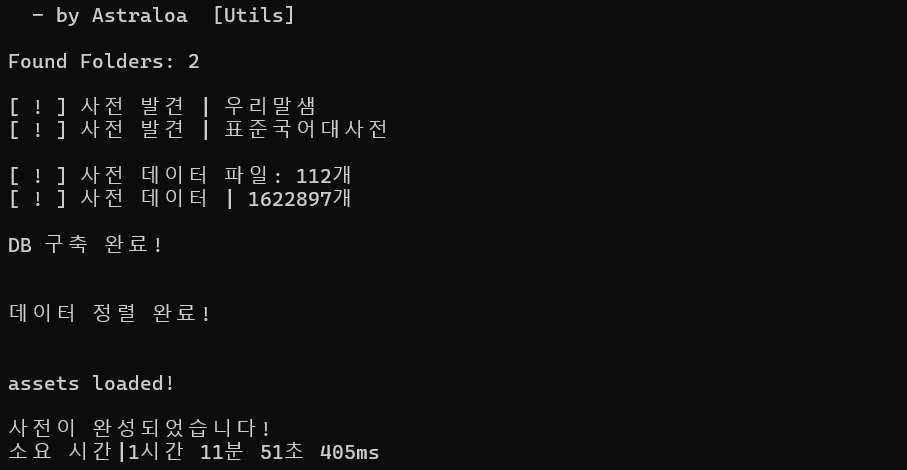 - by Astraloa [Utils]
Found Folders: 2
[ ! ] 사전 발견 | 우리말샘
[ ! ] 사전 발견 | 표준국어대사전
[ ! ] 사전 데이터 파일: 112개
[ ! ] 사전 데이터 | 1622897개
DB 구축 완료!
데이터 정렬 완료!
assets loaded!
사전이 완성되었습니다!
소요 시간|1시간 11분 51초 405ms